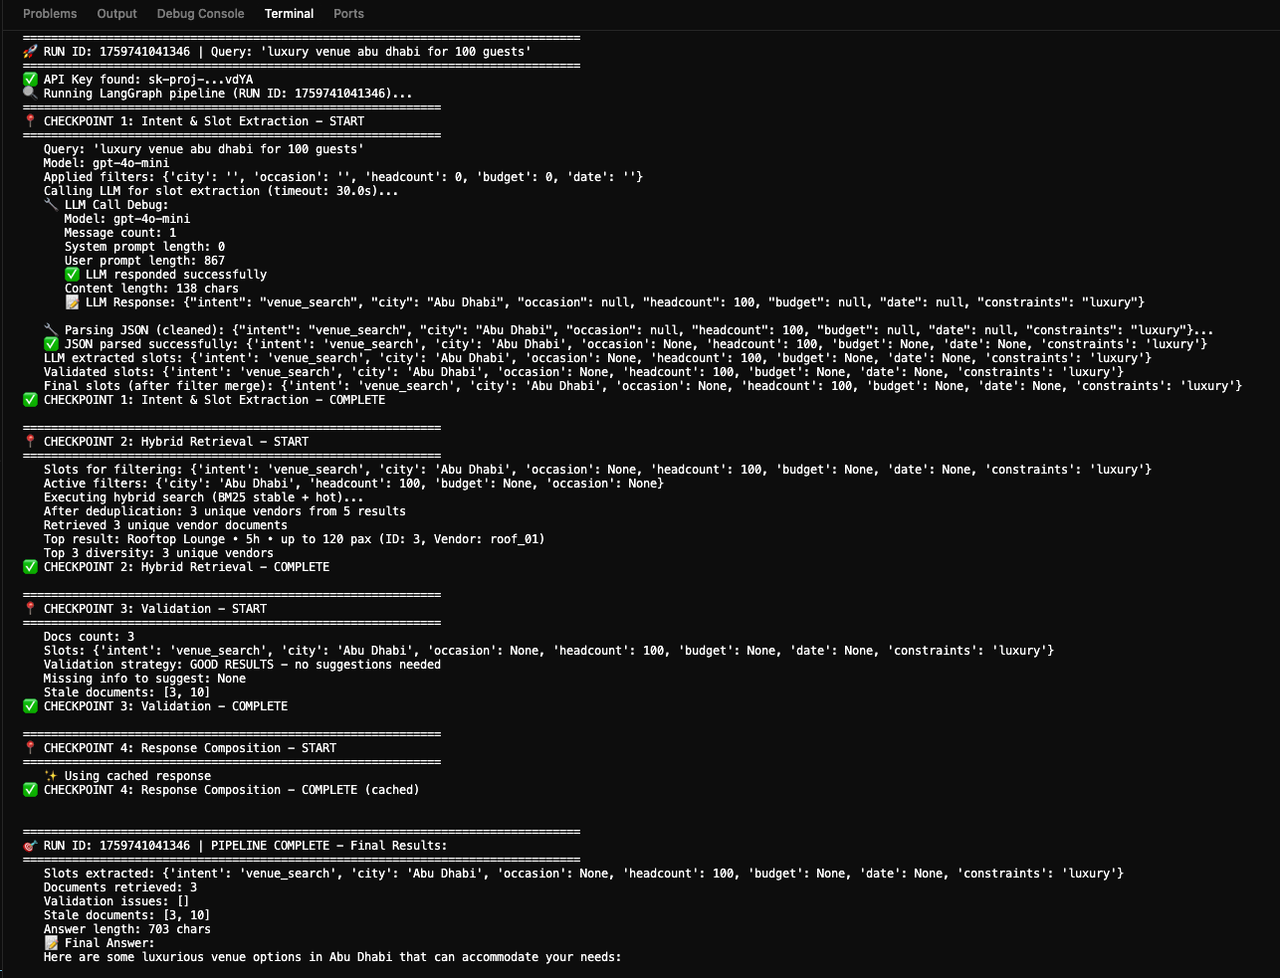 Problems Output Debug Console Terminal Ports
================================================================================
🚀 RUN ID: 1759741041346 | Query: 'luxury venue abu dhabi for 100 guests'
================================================================================
✅ API Key found: sk-proj-...vdYA
🔍 Running LangGraph pipeline (RUN ID: 1759741041346)...
============================================================
📍 CHECKPOINT 1: Intent & Slot Extraction - START
============================================================
Query: 'luxury venue abu dhabi for 100 guests'
Model: gpt-4o-mini
Applied filters: {'city': '', 'occasion': '', 'headcount': 0, 'budget': 0, 'date': ''}
Calling LLM for slot extraction (timeout: 30.0s)...
🔧 LLM Call Debug:
Model: gpt-4o-mini
Message count: 1
System prompt length: 0
User prompt length: 867
✅ LLM responded successfully
Content length: 138 chars
📝 LLM Response: {"intent": "venue_search", "city": "Abu Dhabi", "occasion": null, "headcount": 100, "budget": null, "date": null, "constraints": "luxury"}
🔧 Parsing JSON (cleaned): {"intent": "venue_search", "city": "Abu Dhabi", "occasion": null, "headcount": 100, "budget": null, "date": null, "constraints": "luxury"}...
✅ JSON parsed successfully: {'intent': 'venue_search', 'city': 'Abu Dhabi', 'occasion': None, 'headcount': 100, 'budget': None, 'date': None, 'constraints': 'luxury'}
LLM extracted slots: {'intent': 'venue_search', 'city': 'Abu Dhabi', 'occasion': None, 'headcount': 100, 'budget': None, 'date': None, 'constraints': 'luxury'}
Validated slots: {'intent': 'venue_search', 'city': 'Abu Dhabi', 'occasion': None, 'headcount': 100, 'budget': None, 'date': None, 'constraints': 'luxury'}
Final slots (after filter merge): {'intent': 'venue_search', 'city': 'Abu Dhabi', 'occasion': None, 'headcount': 100, 'budget': None, 'date': None, 'constraints': 'luxury'}
✅ CHECKPOINT 1: Intent & Slot Extraction - COMPLETE
============================================================
📍 CHECKPOINT 2: Hybrid Retrieval - START
============================================================
Slots for filtering: {'intent': 'venue_search', 'city': 'Abu Dhabi', 'occasion': None, 'headcount': 100, 'budget': None, 'date': None, 'constraints': 'luxury'}
Active filters: {'city': 'Abu Dhabi', 'headcount': 100, 'budget': None, 'occasion': None}
Executing hybrid search (BM25 stable + hot)...
After deduplication: 3 unique vendors from 5 results
Retrieved 3 unique vendor documents
Top result: Rooftop Lounge • 5h • up to 120 pax (ID: 3, Vendor: roof_01)
Top 3 diversity: 3 unique vendors
✅ CHECKPOINT 2: Hybrid Retrieval - COMPLETE
============================================================
📍 CHECKPOINT 3: Validation - START
============================================================
Docs count: 3
Slots: {'intent': 'venue_search', 'city': 'Abu Dhabi', 'occasion': None, 'headcount': 100, 'budget': None, 'date': None, 'constraints': 'luxury'}
Validation strategy: GOOD RESULTS - no suggestions needed
Missing info to suggest: None
Stale documents: [3, 10]
✅ CHECKPOINT 3: Validation - COMPLETE
============================================================
📍 CHECKPOINT 4: Response Composition - START
============================================================
✨ Using cached response
✅ CHECKPOINT 4: Response Composition - COMPLETE (cached)
================================================================================
🎯 RUN ID: 1759741041346 | PIPELINE COMPLETE - Final Results:
================================================================================
Slots extracted: {'intent': 'venue_search', 'city': 'Abu Dhabi', 'occasion': None, 'headcount': 100, 'budget': None, 'date': None, 'constraints': 'luxury'}
Documents retrieved: 3
Validation issues: []
Stale documents: [3, 10]
Answer length: 703 chars
📝 Final Answer:
Here are some luxurious venue options in Abu Dhabi that can accommodate your needs: